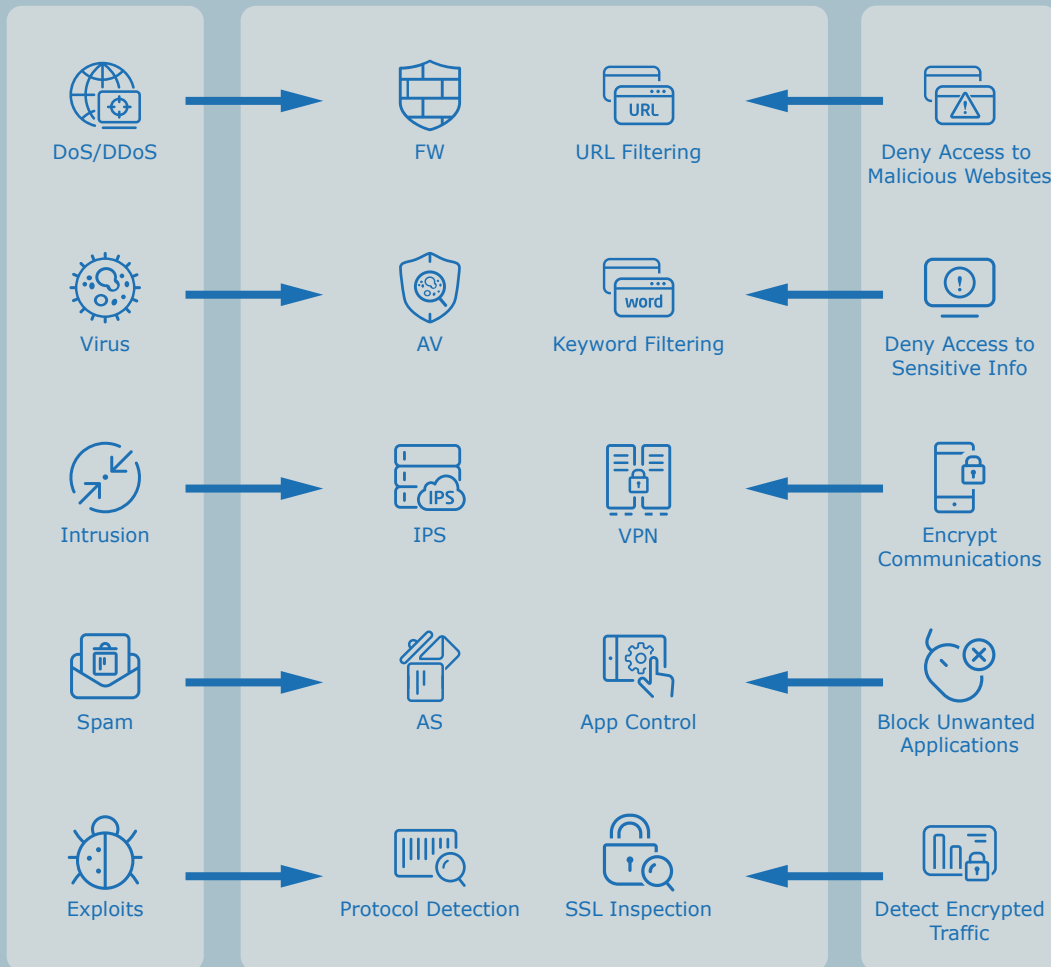 URL
DoS/DDoS
FW
URL Filtering
Deny Access to
Malicious Websites
word
Virus
AV
Keyword Filtering
Deny Access to
Sensitive Info
IPS
Intrusion
IPS
VPN
Encrypt
Communications
Spam
AS
App Control
Block Unwanted
Applications
Exploits
Protocol Detection
SSL Inspection
Detect Encrypted
Traffic